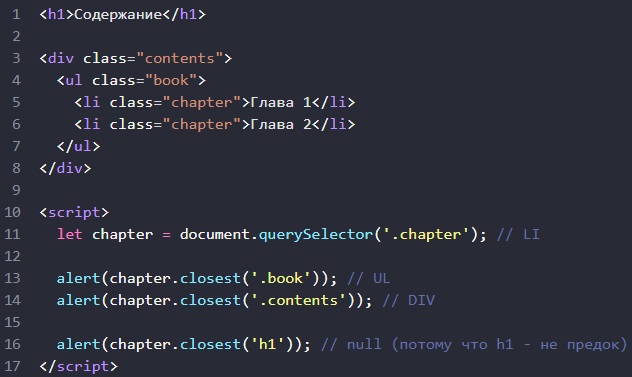 1 <h1>Содержание</h1>
2
3 <div class="contents">
4   <ul class="book">
5     <li class="chapter">Глава 1</li>
6     <li class="chapter">Глава 2</li>
7   </ul>
8 </div>
9
10 <script>
11   let chapter = document.querySelector('.chapter'); // LI
12
13   alert(chapter.closest('.book')); // UL
14   alert(chapter.closest('.contents')); // DIV
15
16   alert(chapter.closest('h1')); // null (потому что h1 - не предок)
17 </script>